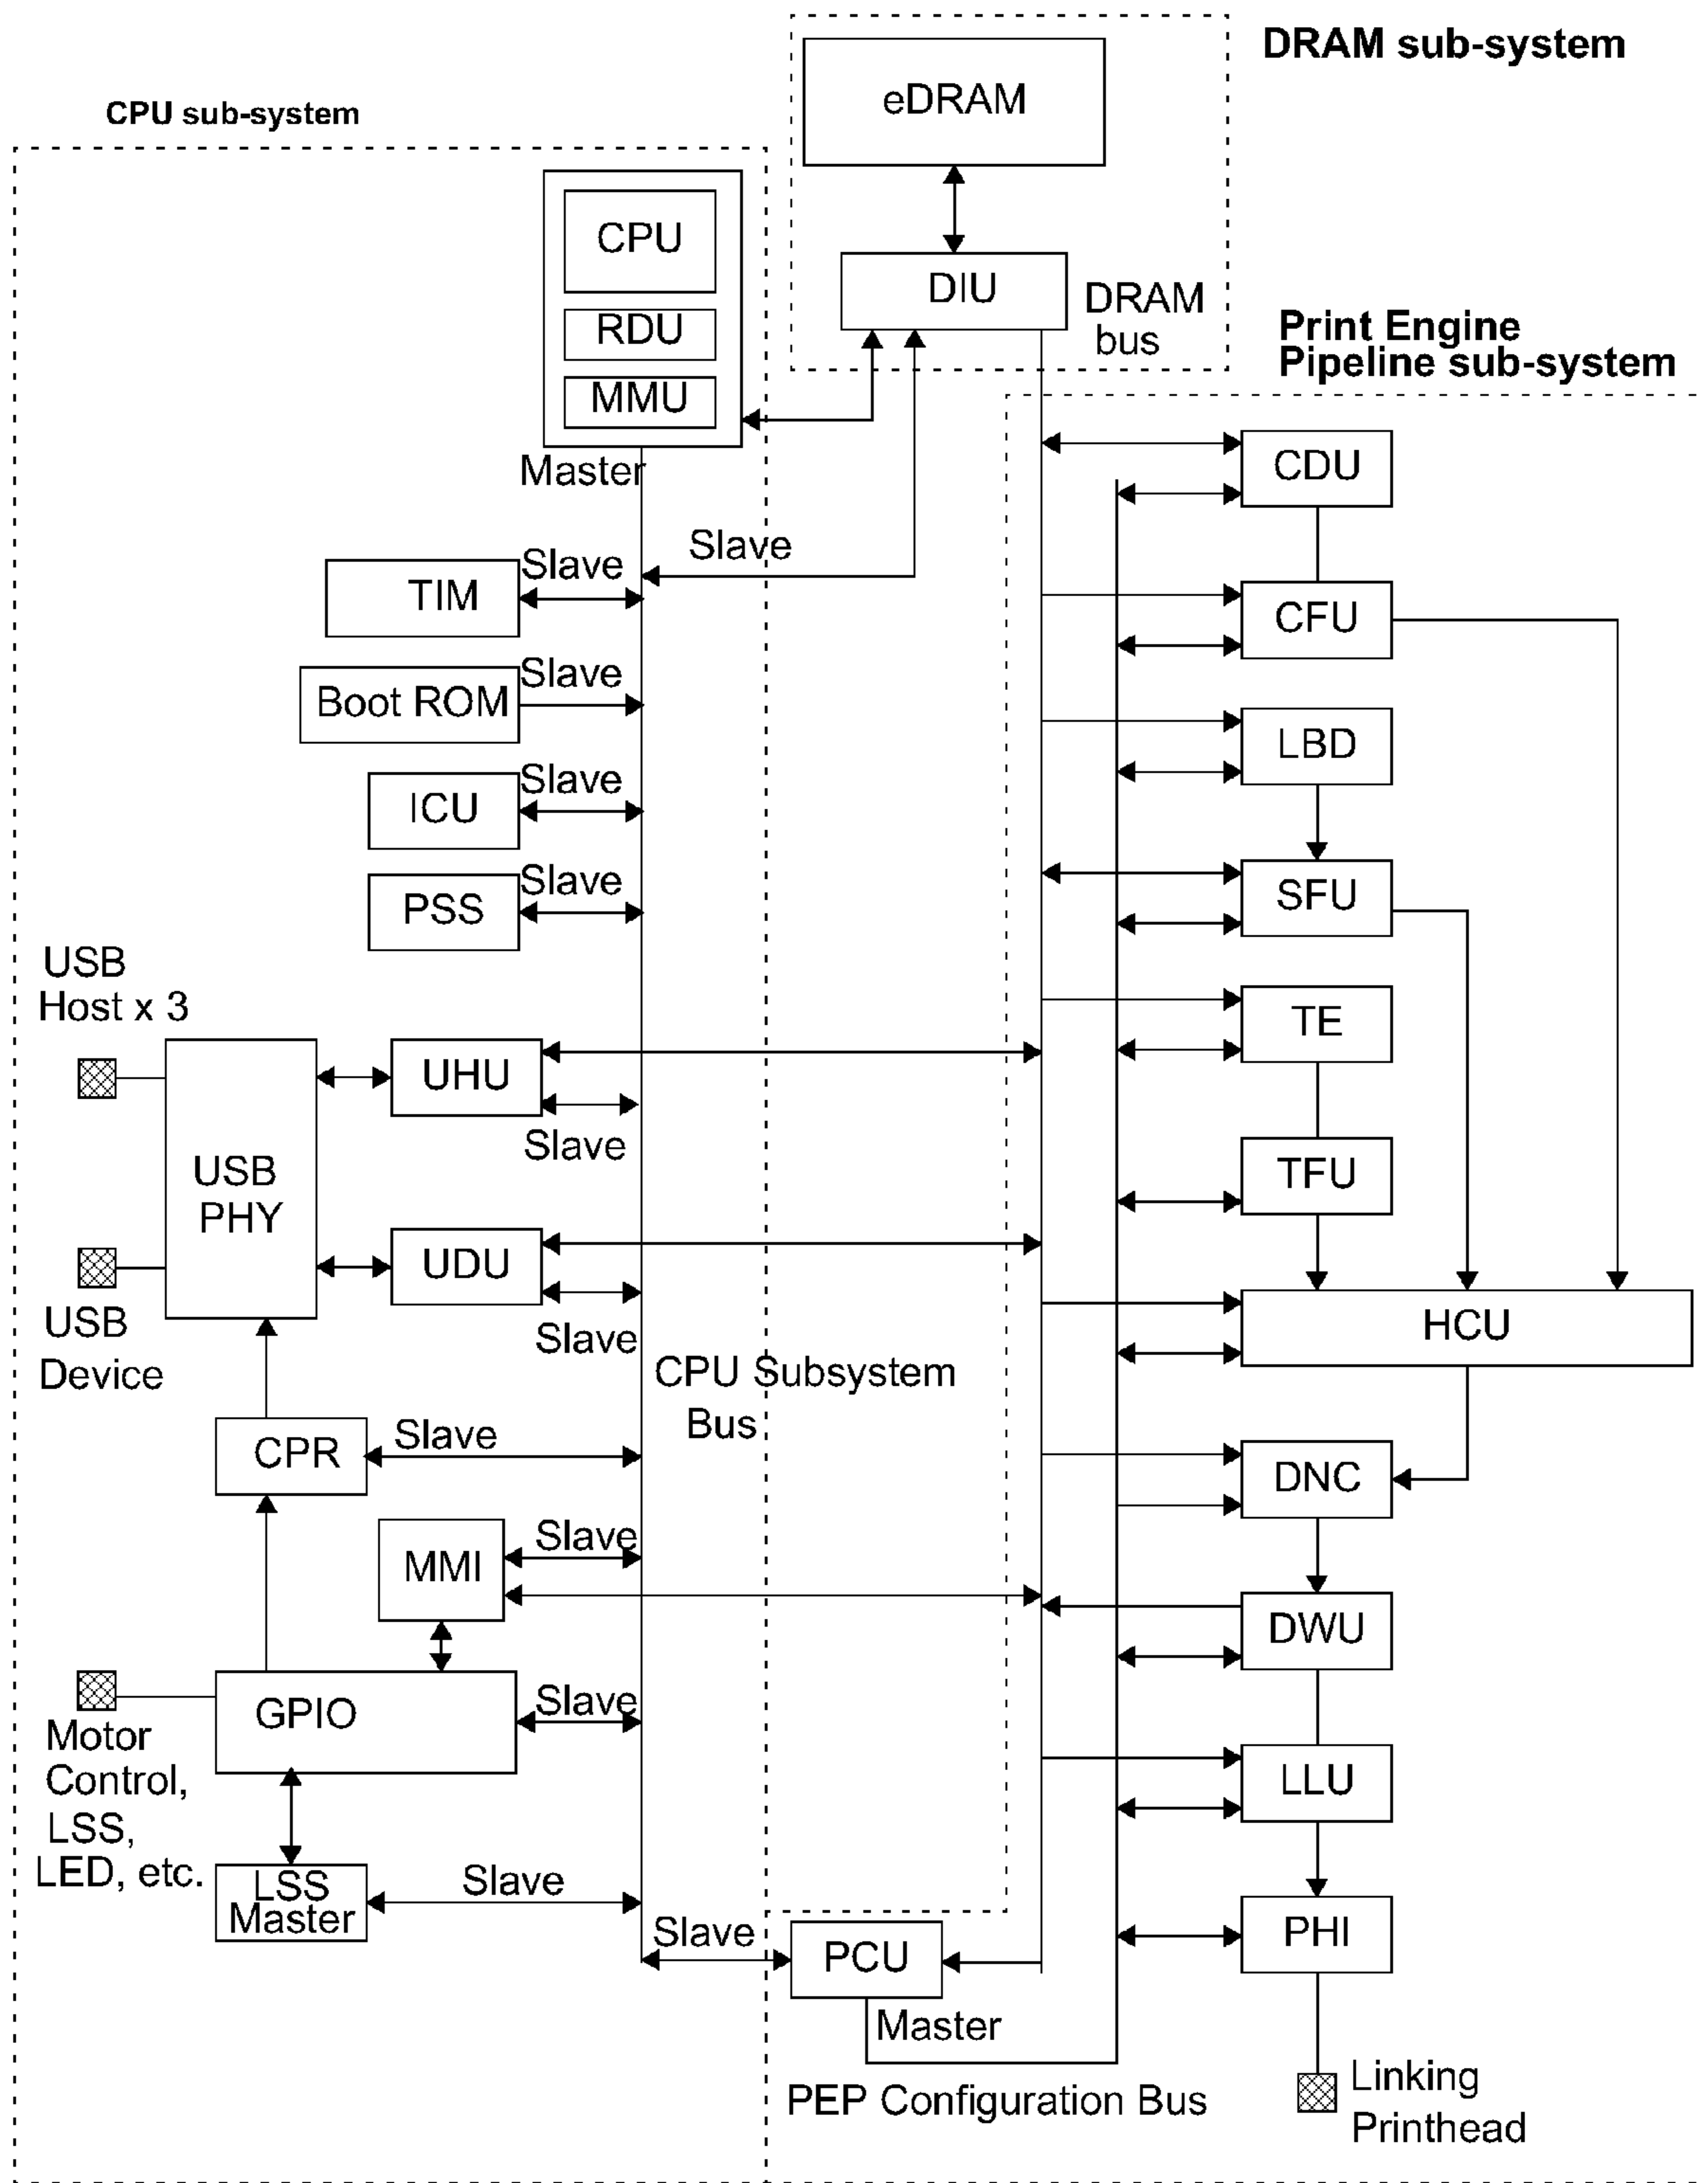 DRAM sub-system
eDRAM
CPU sub-system
CPU
DIU
DRAM
bus
RDU
MMU
Print Engine
Pipeline sub-system
Master
CDU
Slave
Slave
TIM
CFU
Slave
Boot ROM
LBD
Slave
ICU
Slave
PSS
SFU
USB
Host x 3
TE
UHU
Slave
USB
PHY
TFU
UDU
USB
Device
Slave
HCU
CPU Subsystem
Bus
CPR
Slave
DNC
MMI
Slave
DWU
GPIO
Slave
Motor
Control,
LSS,
LED, etc.
LLU
LSS
Master
Slave
Slave
PCU
PHI
Master
PEP Configuration Bus
Linking
Printhead